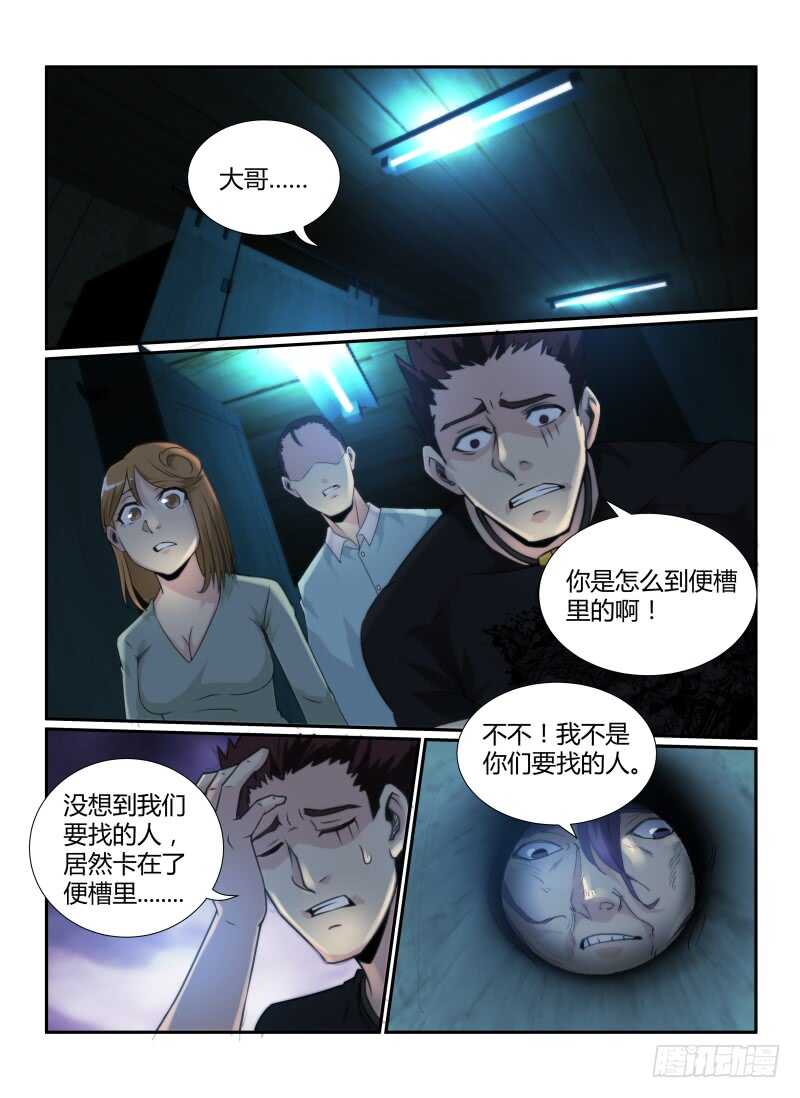 大哥……
你是怎么到便槽
里的啊！
没想到我们
要找的人，
居然卡在了
便槽里……..
不不！我不是
你们要找的人。
腾讯动漫